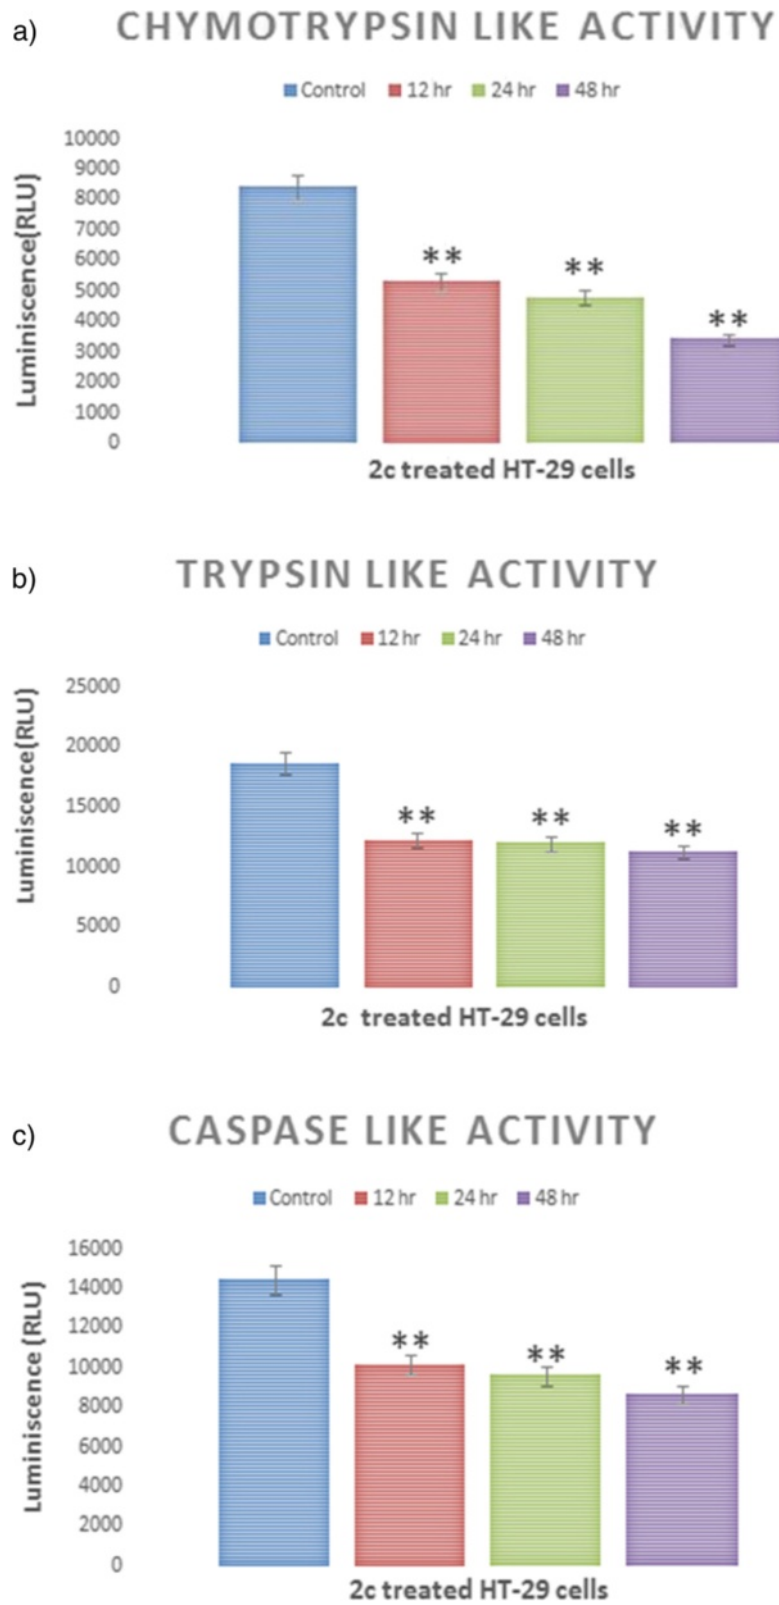 a) CHYMOTRYPSIN LIKE ACTIVITY
Control 12 hr 24 hr 48 hr
Luminiscence(RLU)
10000
9000
8000
7000
6000
5000
4000
3000
2000
1000
0
**
**
**
2c treated HT-29 cells
b) TRYPSIN LIKE ACTIVITY
Control 12 hr 24 hr 48 hr
Luminiscence(RLU)
25000
20000
15000
10000
5000
0
**
**
**
2c treated HT-29 cells
c) CASPASE LIKE ACTIVITY
Control 12 hr 24 hr 48 hr
Luminiscence (RLU)
16000
14000
12000
10000
8000
6000
4000
2000
0
**
**
**
2c treated HT-29 cells